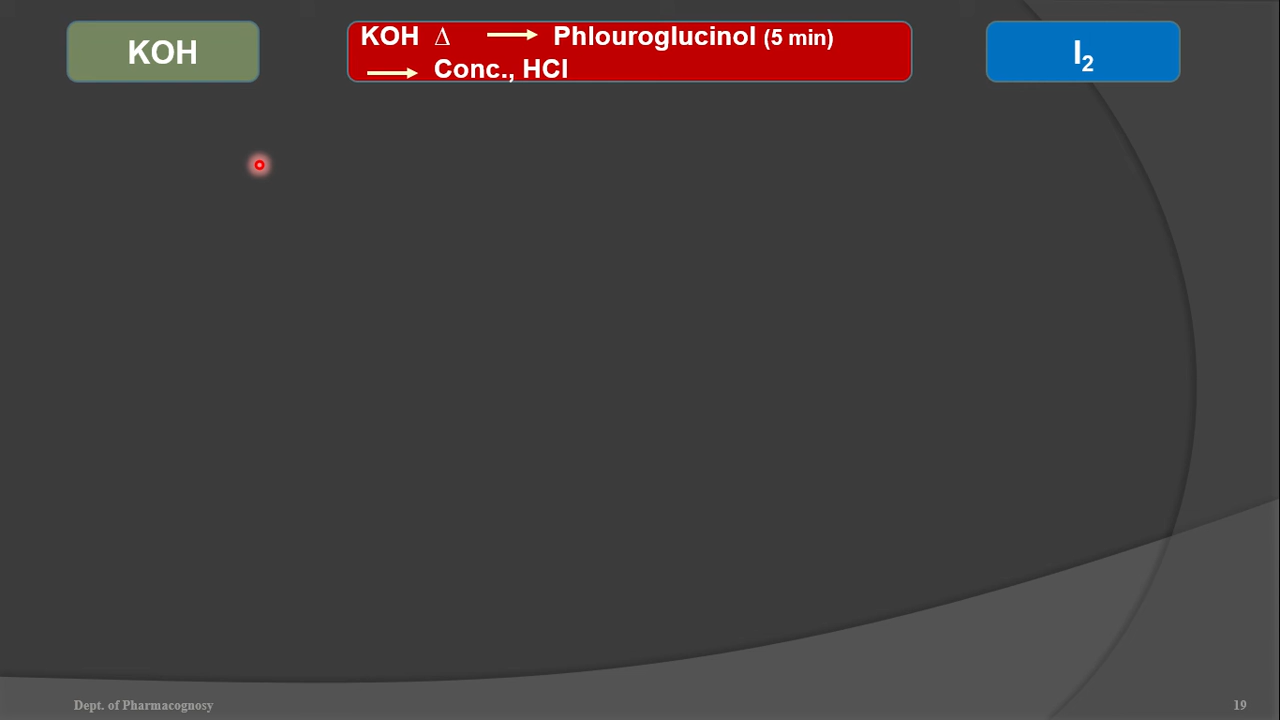 KOH
KOH Δ → Phlouroglucinol (5 min)
→ Conc., HCl
I₂
Dept. of Pharmacognosy
19